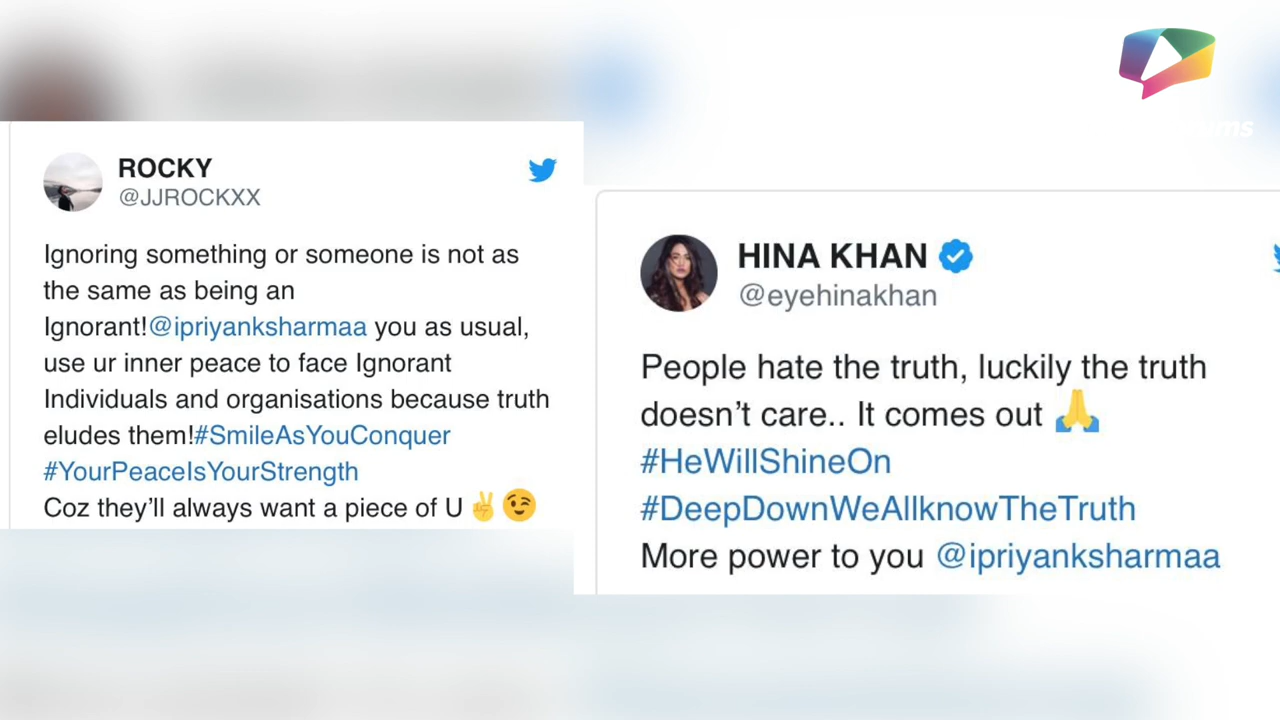 ROCKY
@JJROCKXX
Ignoring something or someone is not as
the same as being an
Ignorant!@ipriyanksharmaa you as usual,
use ur inner peace to face Ignorant
Individuals and organisations because truth
eludes them!#SmileAsYouConquer
#YourPeaceIsYourStrength
Coz they’ll always want a piece of U ✌️😉
HINA KHAN
@eyehinakhan
People hate the truth, luckily the truth
doesn’t care.. It comes out 🙏
#HeWillShineOn
#DeepDownWeAllknowTheTruth
More power to you @ipriyanksharmaa